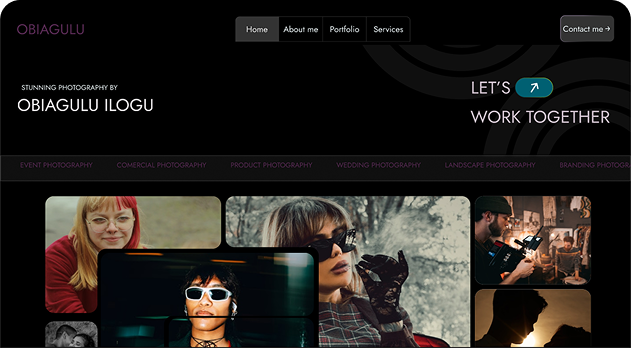 OBIAGULU
Home About me Portfolio Services
Contact me →
STUNNING PHOTOGRAPHY BY
OBIAGULU ILOGU
LET'S
WORK TOGETHER
EVENT PHOTOGRAPHY COMERCIAL PHOTOGRAPHY PRODUCT PHOTOGRAPHY WEDDING PHOTOGRAPHY LANDSCAPE PHOTOGRAPHY BRANDING PHOTOGR